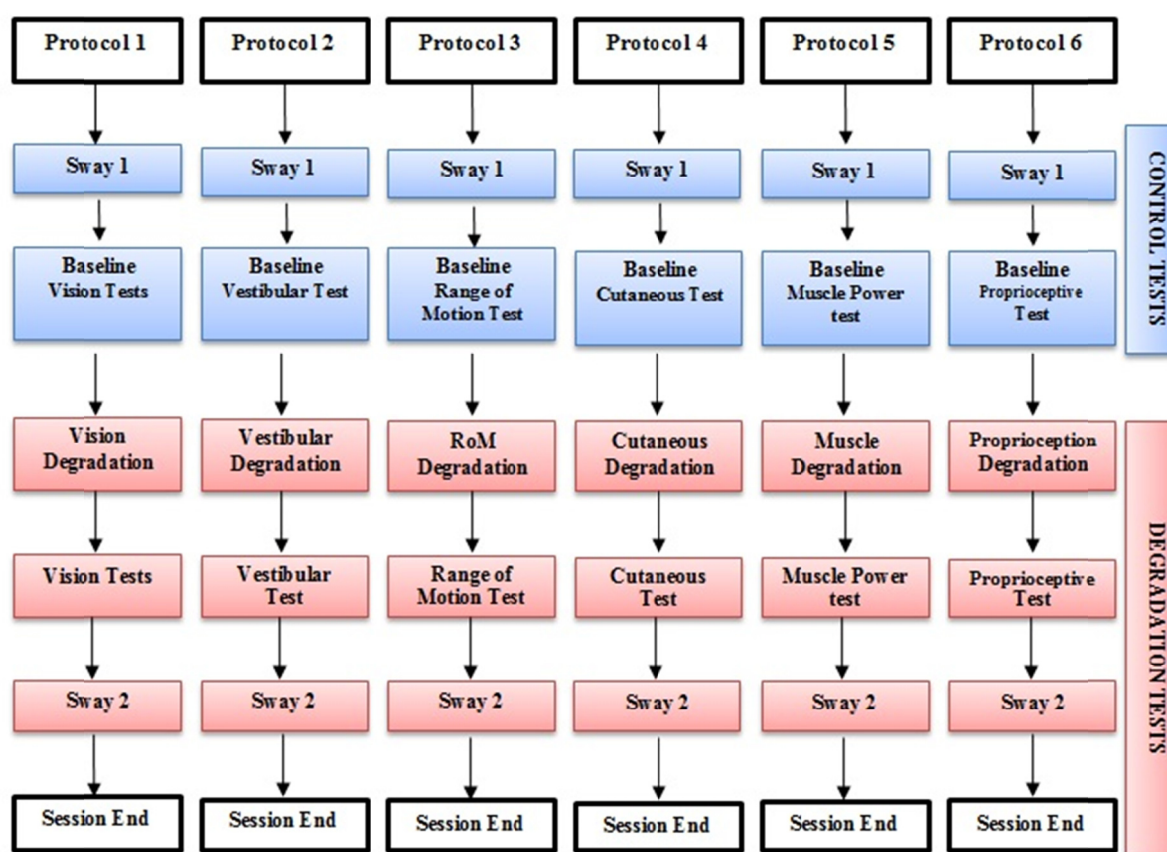 Protocol 1
Protocol 2
Protocol 3
Protocol 4
Protocol 5
Protocol 6
Sway 1
Sway 1
Sway 1
Sway 1
Sway 1
Sway 1
CONTROL TESTS
Baseline
Vision Tests
Baseline
Vestibular Test
Baseline
Range of
Motion Test
Baseline
Cutaneous Test
Baseline
Muscle Power
test
Baseline
Proprioceptive
Test
Vision
Degradation
Vestibular
Degradation
RoM
Degradation
Cutaneous
Degradation
Muscle
Degradation
Proprioception
Degradation
DEGRADATION TESTS
Vision Tests
Vestibular
Test
Range of
Motion Test
Cutaneous
Test
Muscle Power
test
Proprioceptive
Test
Sway 2
Sway 2
Sway 2
Sway 2
Sway 2
Sway 2
Session End
Session End
Session End
Session End
Session End
Session End